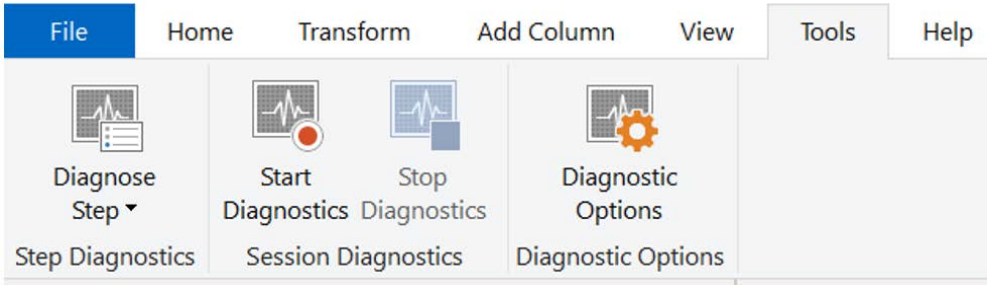 File Home Transform Add Column View Tools Help
Diagnose Step
Start Diagnostics
Stop Diagnostics
Diagnostic Options
Step Diagnostics Session Diagnostics Diagnostic Options